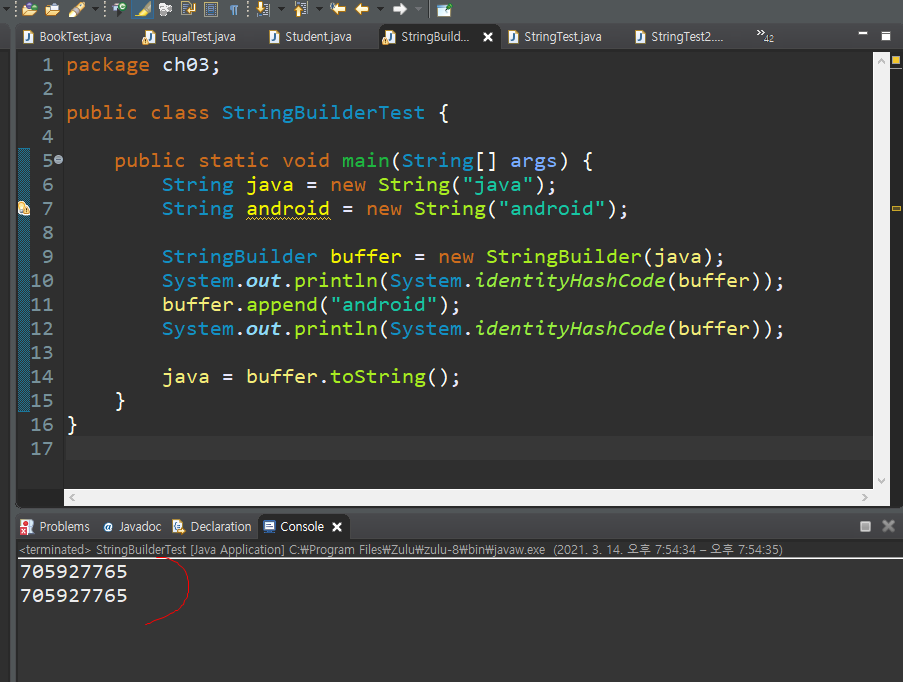 BookTest.java EqualTest.java Student.java StringBuild... StringTest.java StringTest2.... »42
1 package ch03;
2
3 public class StringBuilderTest {
4
5 public static void main(String[] args) {
6 String java = new String("java");
7 String android = new String("android");
8
9 StringBuilder buffer = new StringBuilder(java);
10 System.out.println(System.identityHashCode(buffer));
11 buffer.append("android");
12 System.out.println(System.identityHashCode(buffer));
13
14 java = buffer.toString();
15 }
16 }
17
Problems @ Javadoc Declaration Console
<terminated> StringBuilderTest [Java Application] C:₩Program Files₩Zulu₩zulu-8₩bin₩javaw.exe (2021. 3. 14. 오후 7:54:34 – 오후 7:54:35)
705927765
705927765